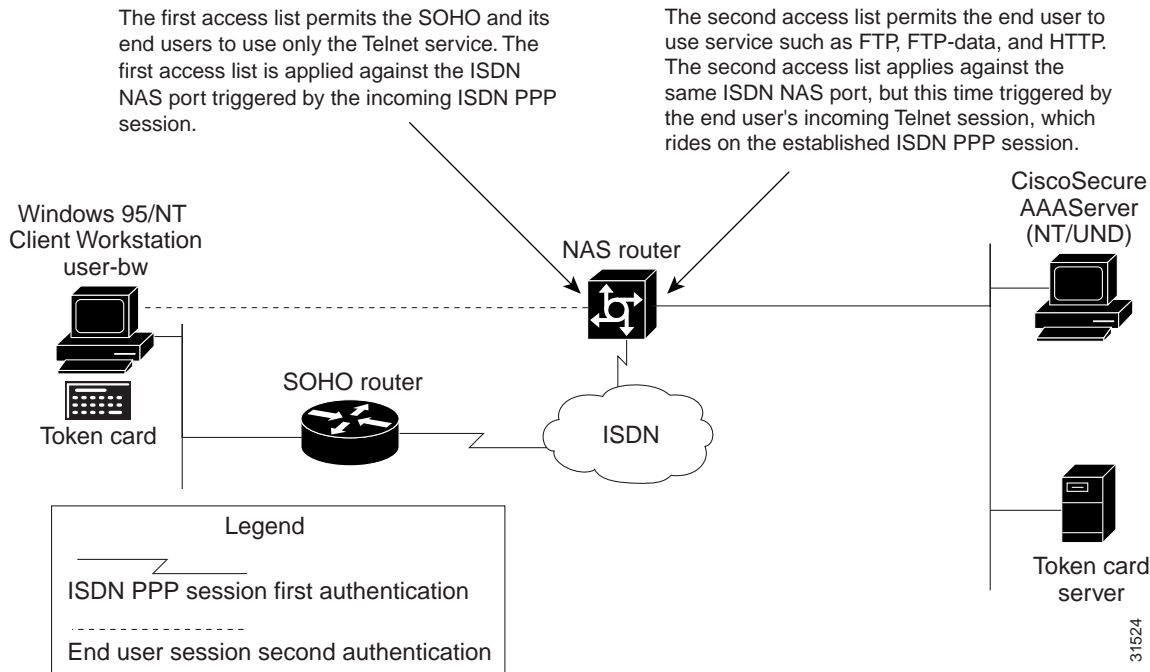 The first access list permits the SOHO and its
end users to use only the Telnet service. The
first access list is applied against the ISDN
NAS port triggered by the incoming ISDN PPP
session.
The second access list permits the end user to
use service such as FTP, FTP-data, and HTTP.
The second access list applies against the
same ISDN NAS port, but this time triggered by
the end user's incoming Telnet session, which
rides on the established ISDN PPP session.
CiscoSecure
AAAServer
(NT/UND)
Windows 95/NT
Client Workstation
user-bw
NAS router
SOHO router
Token card
ISDN
Legend
ISDN PPP session first authentication
End user session second authentication
Token card
server
31524